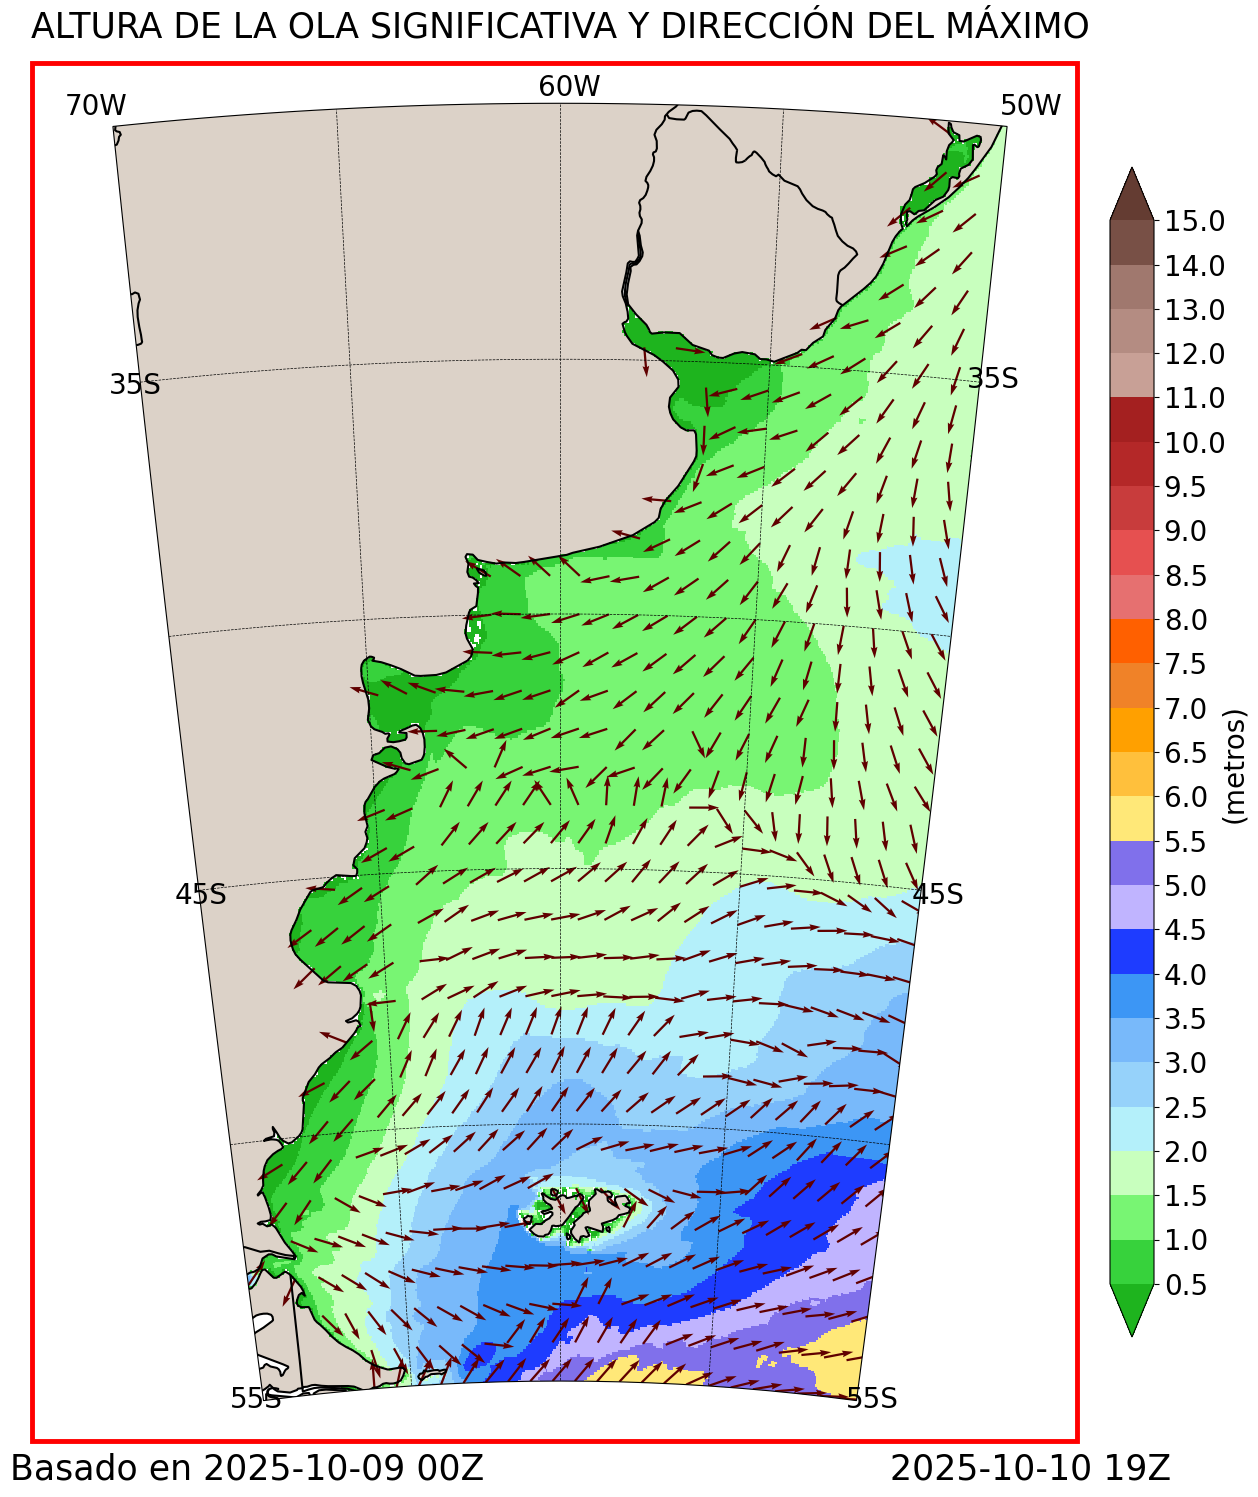 ALTURA DE LA OLA SIGNIFICATIVA Y DIRECCIÓN DEL MÁXIMO
70W
60W
50W
35S
35S
45S
45S
55S
55S
15.0
14.0
13.0
12.0
11.0
10.0
9.5
9.0
8.5
8.0
7.5
7.0
6.5
6.0
5.5
5.0
4.5
4.0
3.5
3.0
2.5
2.0
1.5
1.0
0.5
(metros)
Basado en 2025-10-09 00Z
2025-10-10 19Z